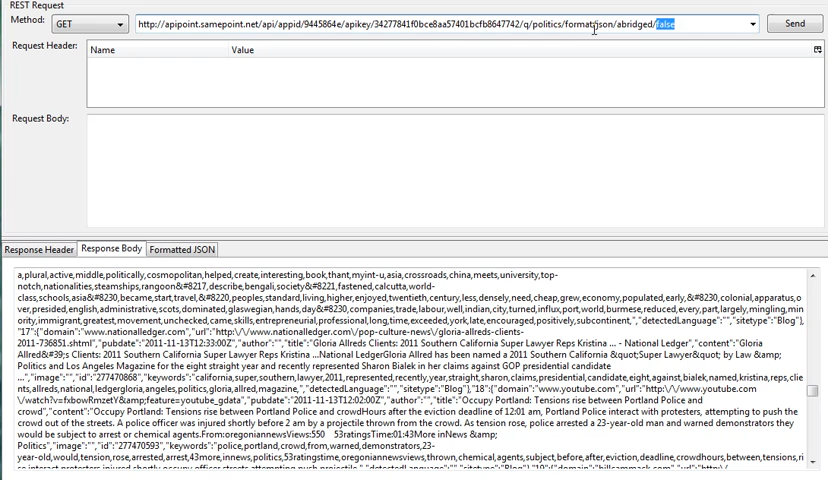 REST Request
Method: GET http://apipoint.samepoint.net/api/appid/9445864e/apikey/34277841f0bce8aa57401bcfb8647742/q/politics/format/json/abridged/false Send
Request Header: Name Value
Request Body:
Response Header Response Body Formatted JSON
a,plural,active,middle,politically,cosmopolitan,helped,create,interesting,book,thant,myint-u,asia,crossroads,china,meets,university,top-
notch,nationalities,steamships,rangoon&#8217,describe,bengali,society&#8221,fastened,calcutta,world-
class,schools,asia&#8230,became,start,travel,&#8220,peoples,standard,living,higher,enjoyed,twentieth,century,less,densely,need,cheap,grew,economy,populated,early,&#8230,colonial,apparatus,o
ver,presided,english,administrative,scots,dominated,glaswegian,hands,day&#8230,companies,trade,labour,well,indian,city,turned,influx,port,world,burmese,reduced,every,part,largely,mingling,min
ority,immigrant,greatest,movement,unchecked,came,skills,entrepreneurial,professional,long,time,exceeded,york,late,encouraged,positively,subcontinent,","detectedLanguage":"","sitetype":"Blog"},
"17":{"domain":"www.nationalledger.com","url":"http:\/\/www.nationalledger.com\/pop-culture-news\/gloria-allreds-clients-
2011-736851.shtml","pubdate":"2011-11-13T12:33:00Z","author":"","title":"Gloria Allreds Clients: 2011 Southern California Super Lawyer Reps Kristina ... - National Ledger","content":"Gloria
Allred&#39;s Clients: 2011 Southern California Super Lawyer Reps Kristina ...National LedgerGloria Allred has been named a 2011 Southern California &quot;Super Lawyer&quot; by Law &amp;
Politics and Los Angeles Magazine for the eight straight year and recently represented Sharon Bialek in her claims against GOP presidential candidate
...","image":"","id":"277470868","keywords":"california,super,southern,lawyer,2011,represented,recently,year,straight,sharon,claims,presidential,candidate,eight,against,bialek,named,kristina,reps,clie
nts,allreds,national,ledgergloria,angeles,politics,gloria,allred,magazine,","detectedLanguage":"","sitetype":"Blog"},"18":{"domain":"www.youtube.com","url":"http:\/\/www.youtube.com
\/watch?v=fxbowRmzetY&amp;feature=youtube_gdata","pubdate":"2011-11-13T12:02:00Z","author":"","title":"Occupy Portland: Tensions rise between Portland Police and
crowd","content":"Occupy Portland: Tensions rise between Portland Police and crowdHours after the eviction deadline of 12:01 am, Portland Police interact with protesters, attempting to push the
crowd out of the streets. A police officer was injured shortly before 2 am by a projectile thrown from the crowd. As tension rose, police arrested a 23-year-old man and warned demonstrators they
would be subject to arrest or chemical agents.From:oregoniannewsViews:550 53ratingsTime:01:43More inNews &amp;
Politics","image":"","id":"277470593","keywords":"police,portland,crowd,from,warned,demonstrators,23-
year-old,would,tension,rose,arrested,arrest,43more,innews,politics,53ratingstime,oregoniannewsviews,thrown,chemical,agents,subject,before,after,eviction,deadline,crowdhours,between,tensions,ri